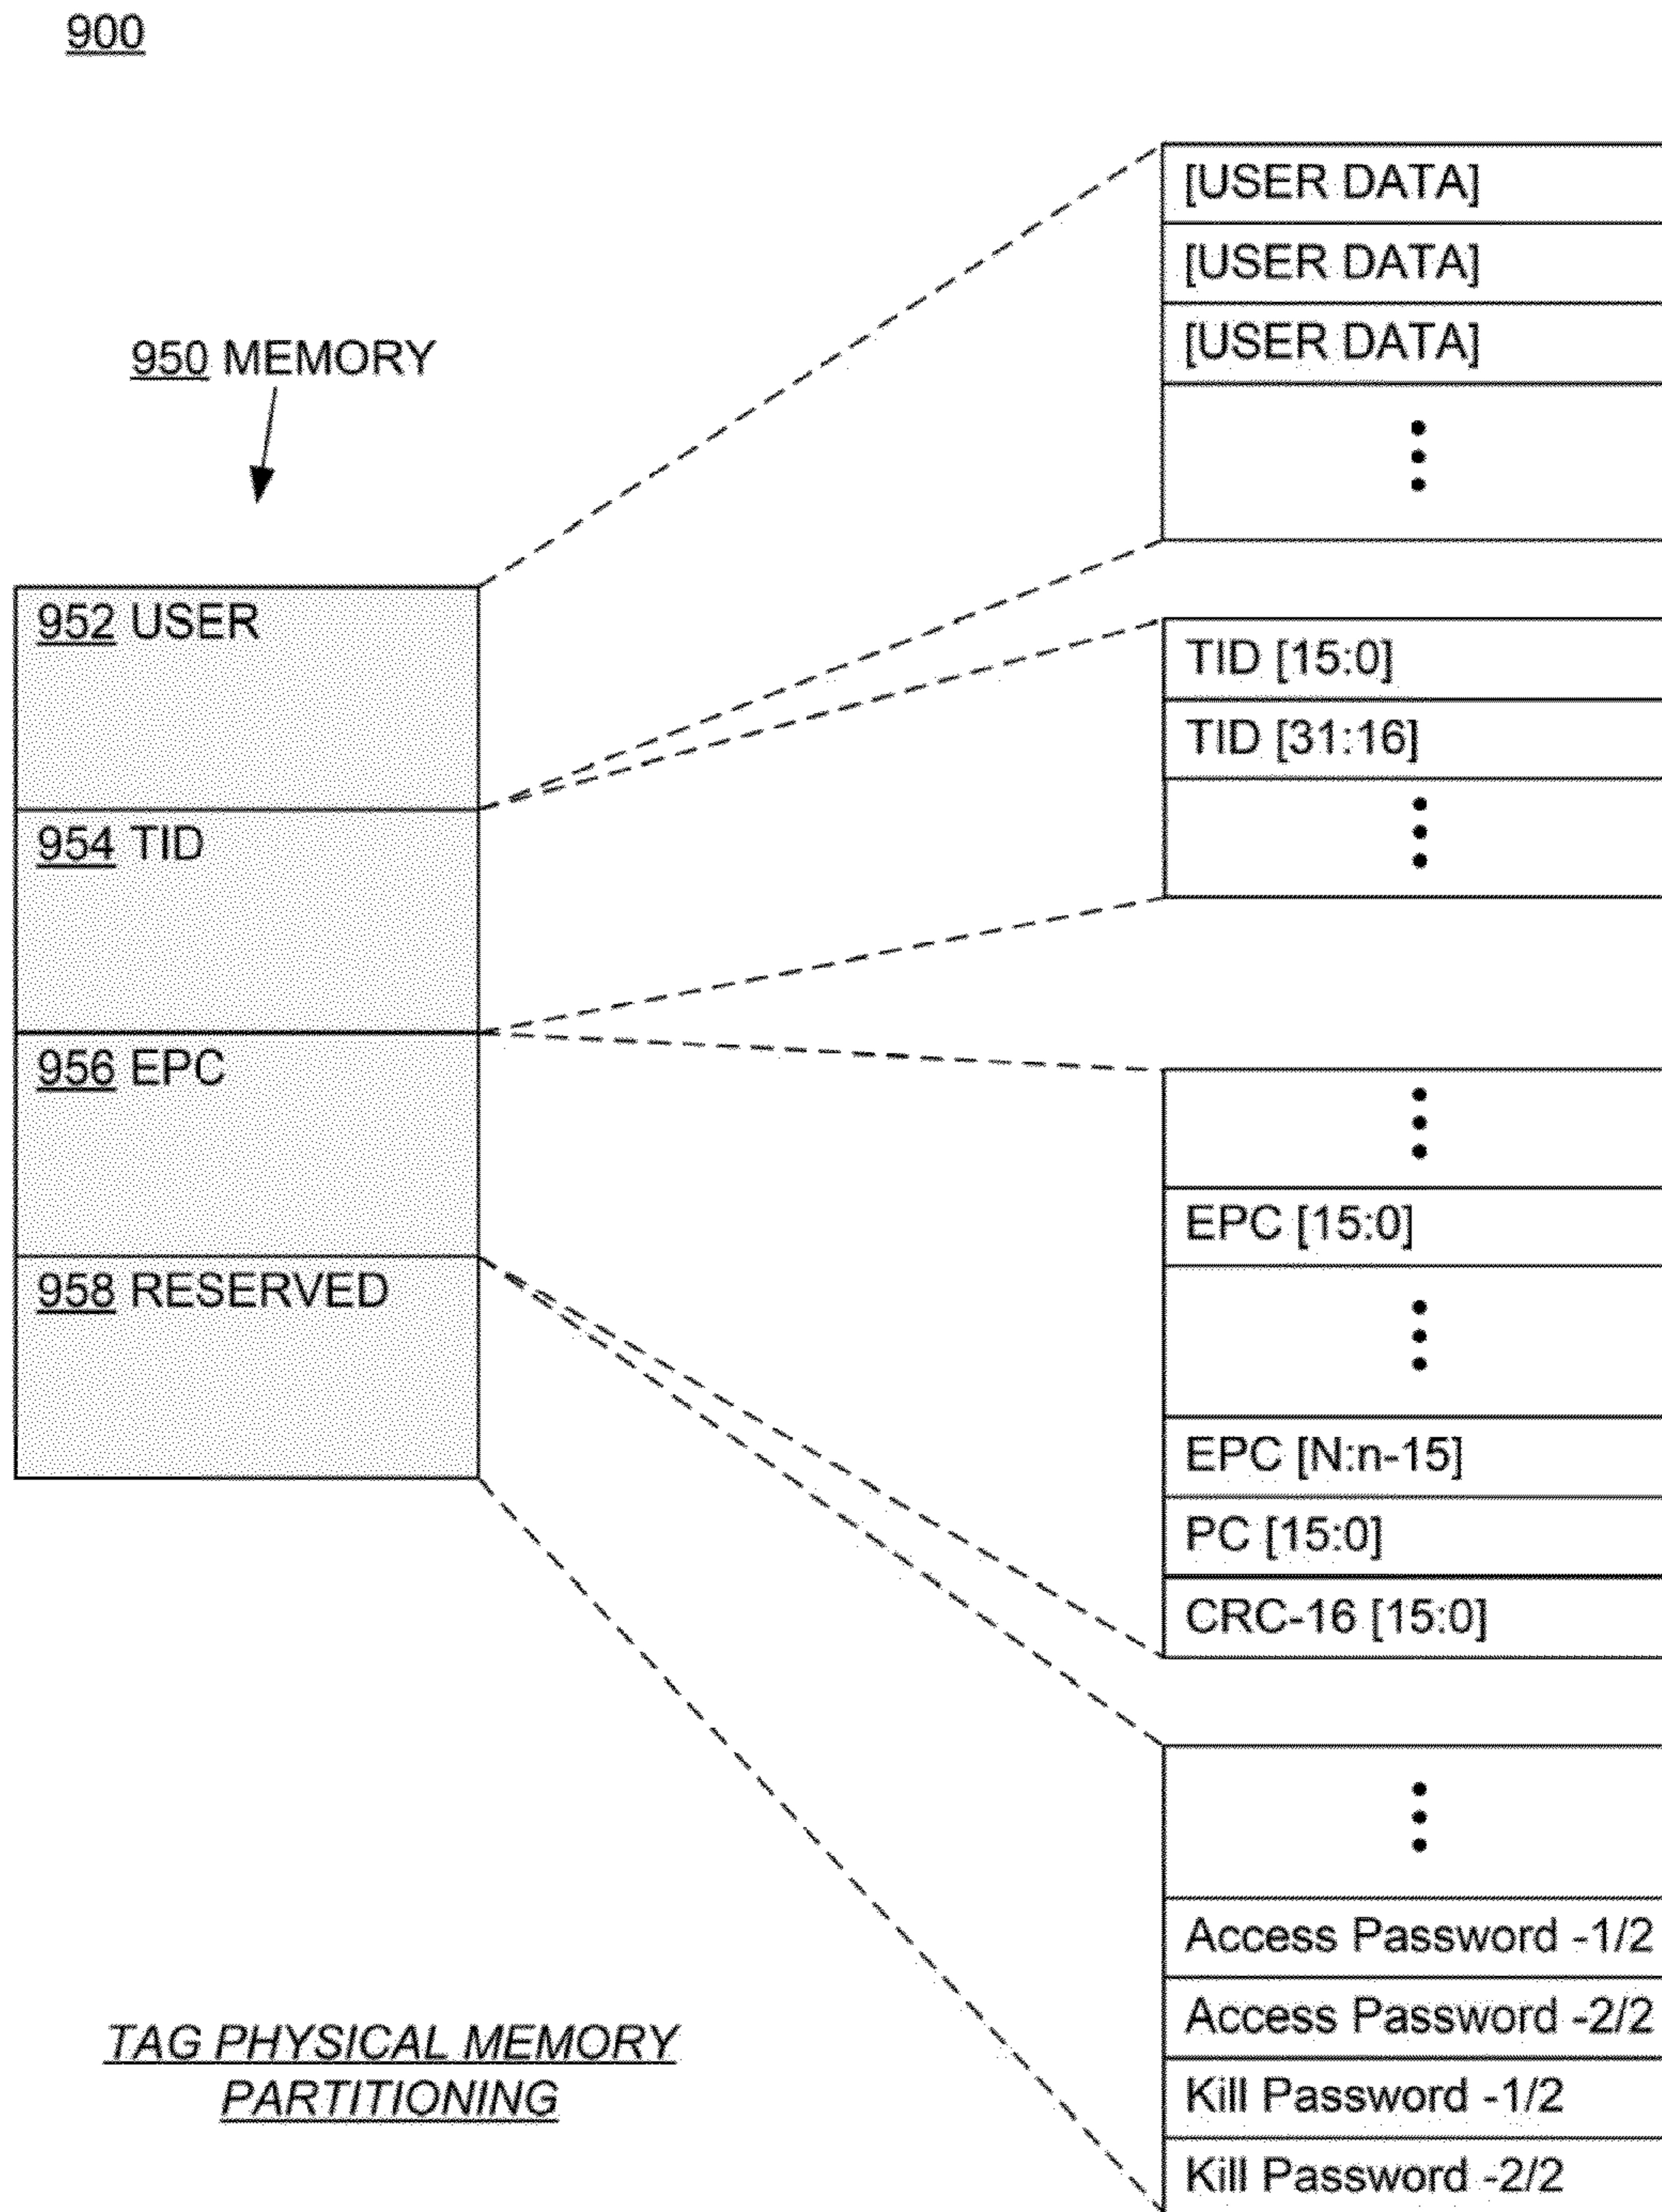 900
950 MEMORY
952 USER
954 TID
956 EPC
958 RESERVED
[USER DATA]
[USER DATA]
[USER DATA]
TID [15:0]
TID [31:16]
EPC [15:0]
EPC [N:n-15]
PC [15:0]
CRC-16 [15:0]
Access Password -1/2
Access Password -2/2
Kill Password -1/2
Kill Password -2/2
TAG PHYSICAL MEMORY
PARTITIONING